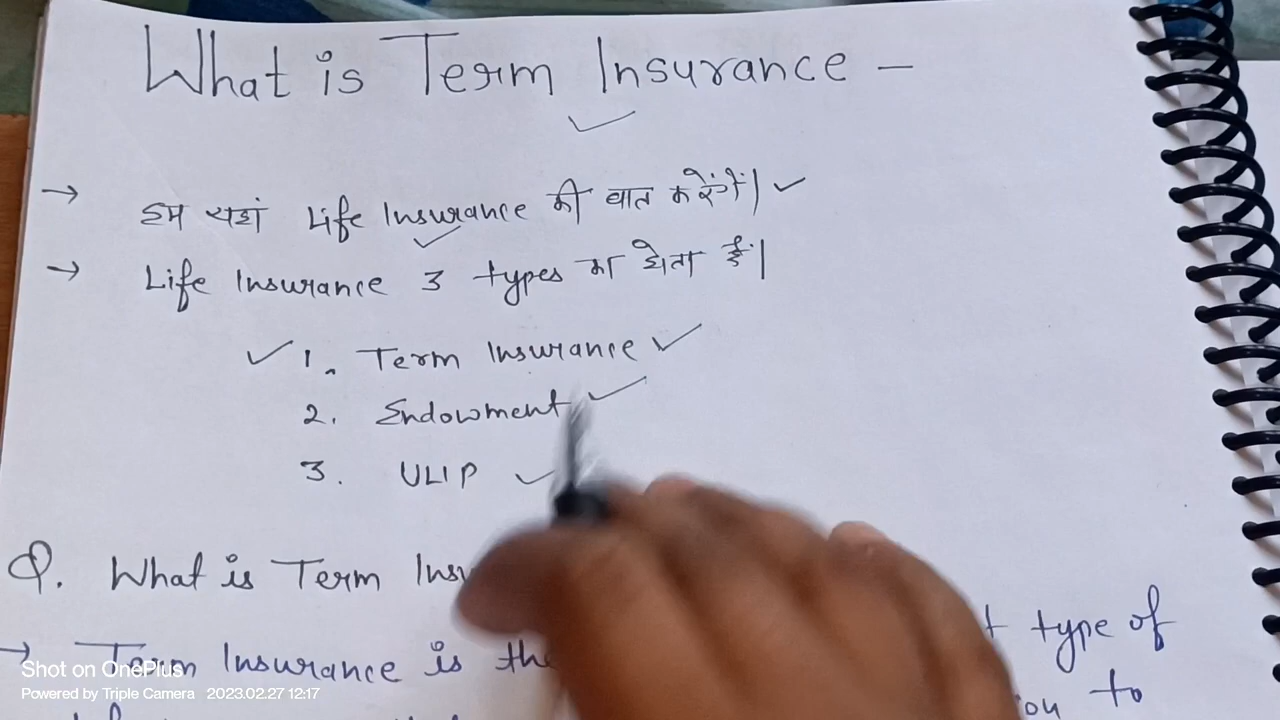 What is Term Insurance –
→ हम यहां Life Insurance की बात करेंगें।
→ Life Insurance 3 types का होता हैं।
1. Term Insurance
2. Endowment
3. ULIP
Q. What is Term
→ Term Insurance is the type of
to
Shot on OnePlus
Powered by Triple Camera 2023.02.27 12:17